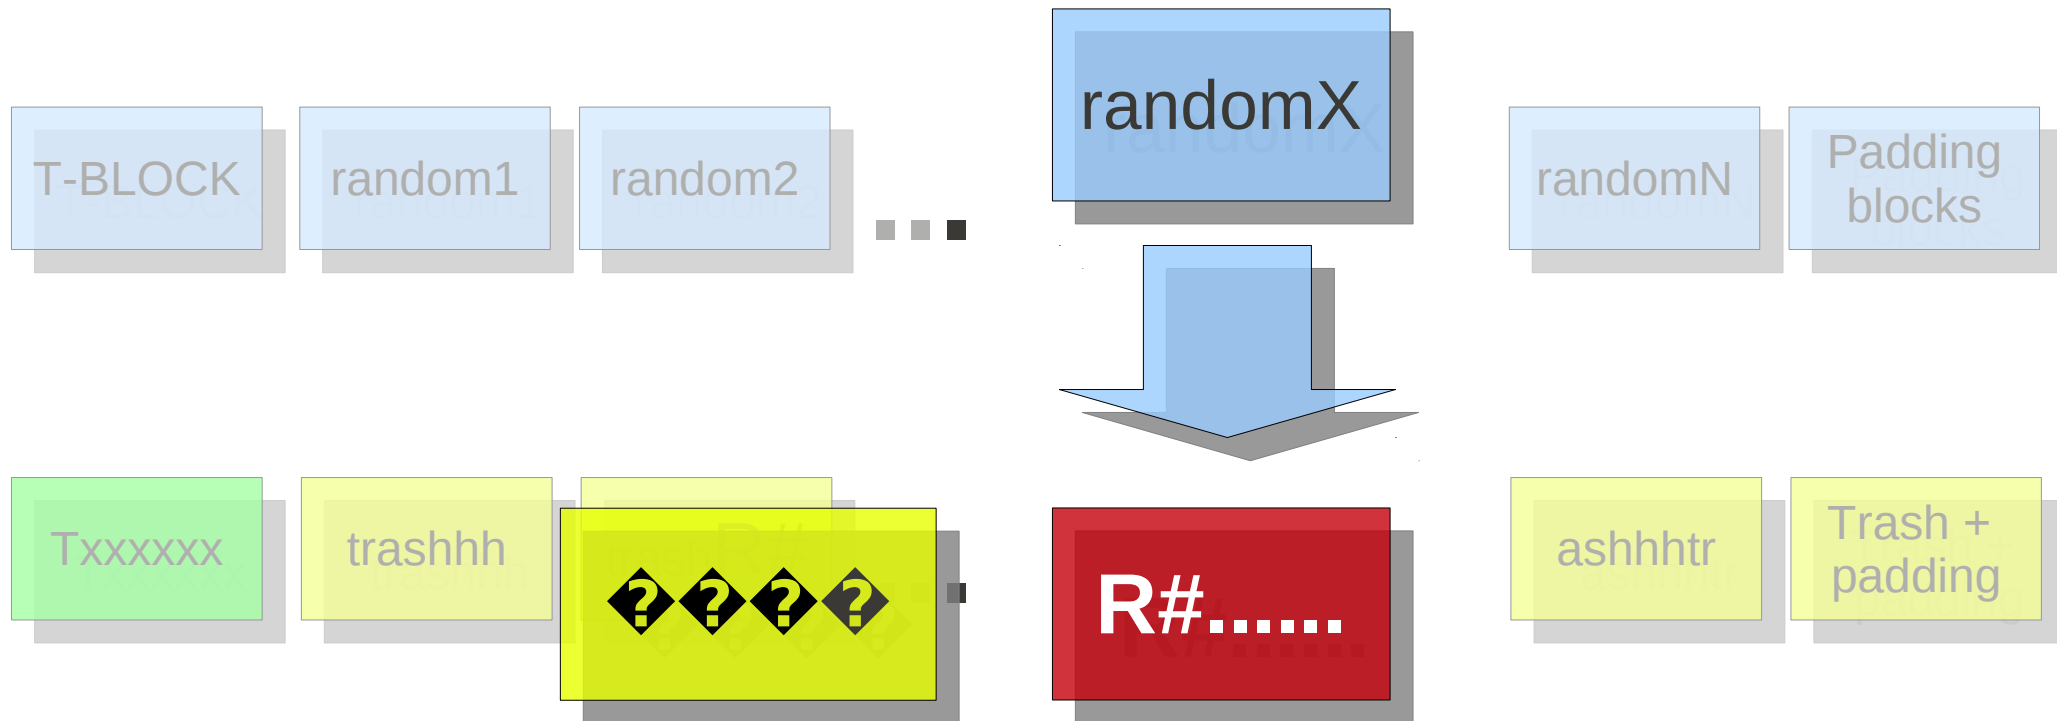 randomX
T-BLOCK
random1
random2
...
randomN
Padding
blocks
Txxxxxx
trashhh
����
R#......
ashhhtr
Trash +
padding